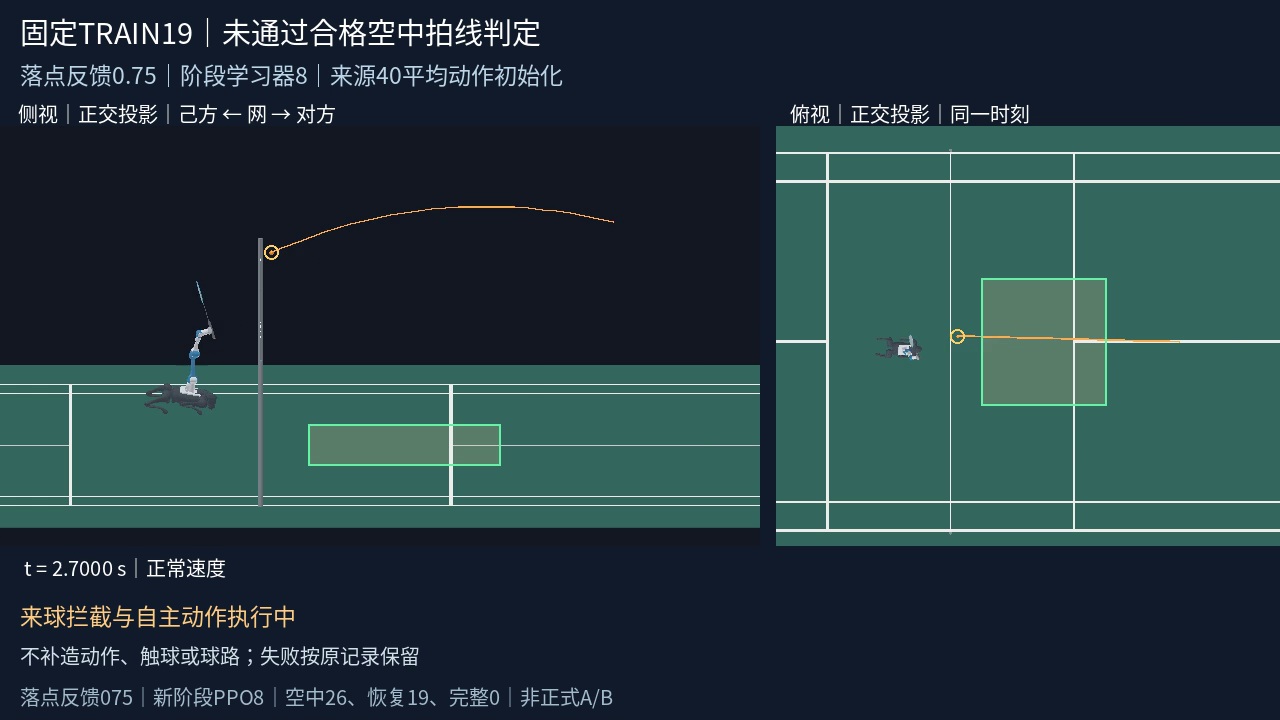 固定TRAIN19｜未通过合格空中拍线判定
落点反馈0.75｜阶段学习器8｜来源40平均动作初始化
侧视｜正交投影｜己方 ← 网 → 对方
俯视｜正交投影｜同一时刻
t = 2.7000 s｜正常速度
来球拦截与自主动作执行中
不补造动作、触球或球路；失败按原记录保留
落点反馈075｜新阶段PPO8｜空中26、恢复19、完整0｜非正式A/B